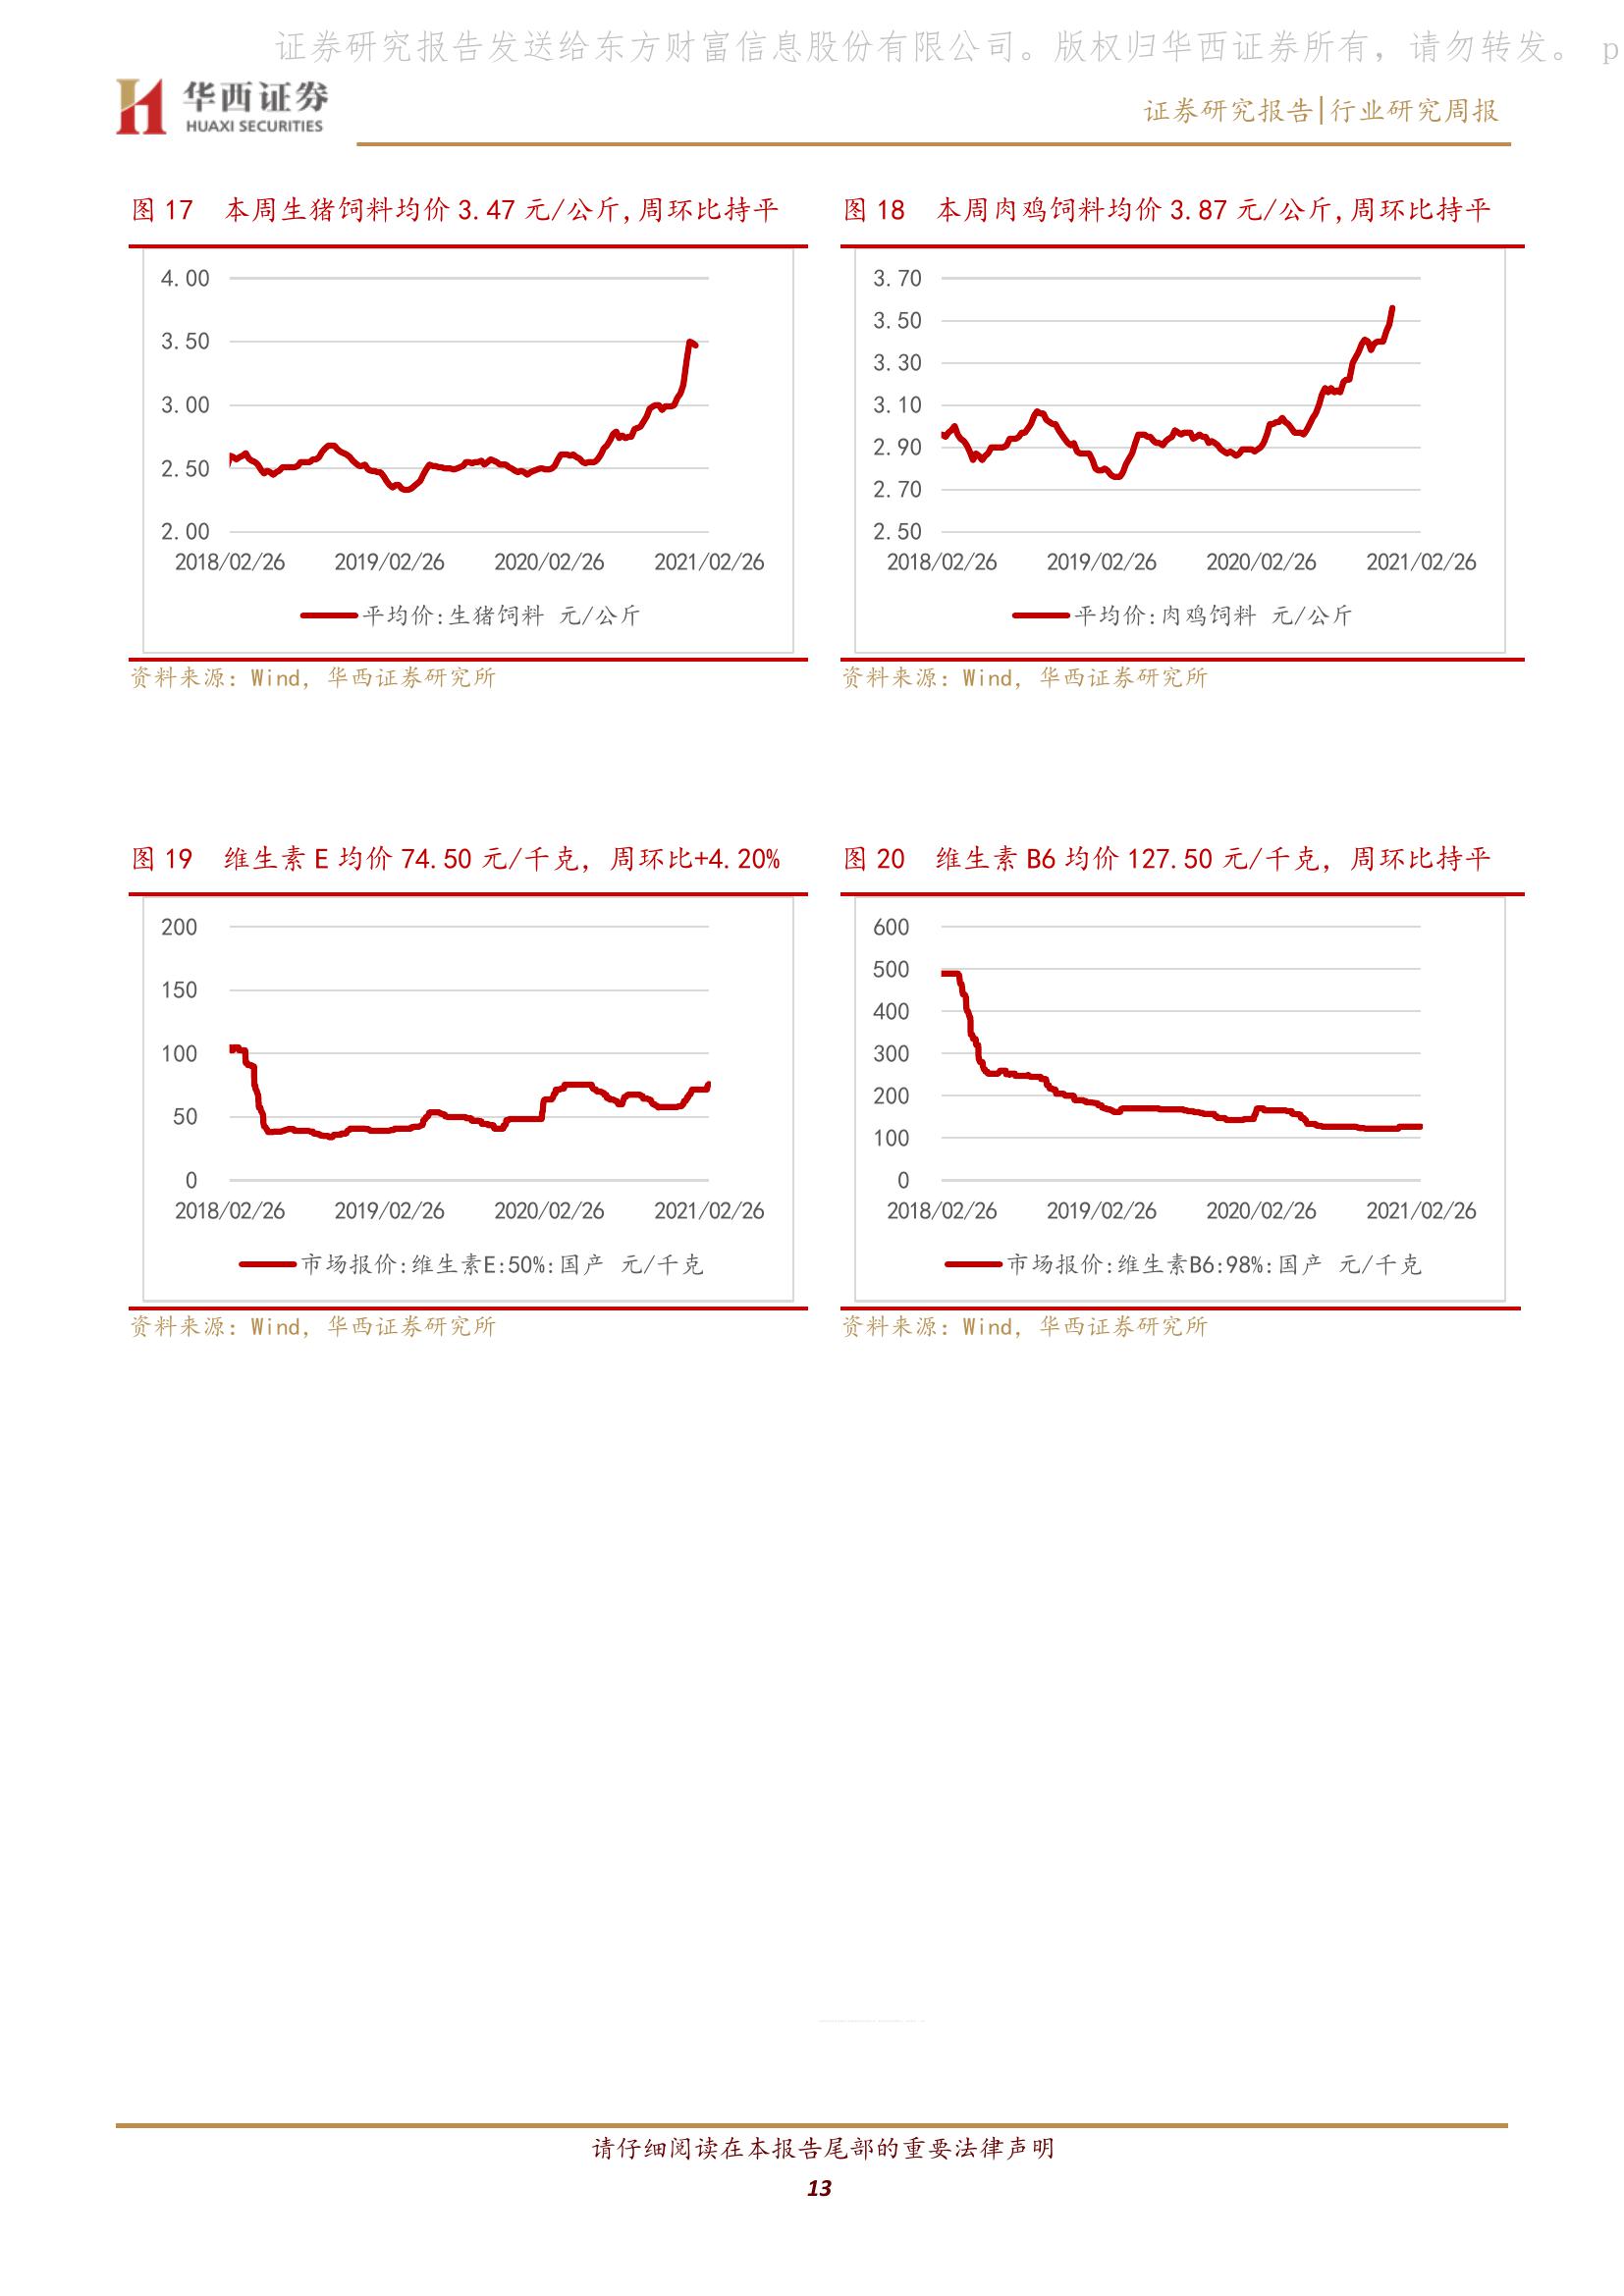 证券研究报告发送给东方财富信息股份有限公司。版权归华西证券所有，请勿转发。 p
华西证券
HUAXI SECURITIES
证券研究报告|行业研究周报
图 17 本周生猪饲料均价 3.47 元/公斤,周环比持平
4.00
3.50
3.00
2.50
2.00
2018/02/26 2019/02/26 2020/02/26 2021/02/26
平均价:生猪饲料 元/公斤
资料来源：Wind，华西证券研究所
图 18 本周肉鸡饲料均价 3.87 元/公斤,周环比持平
3.70
3.50
3.30
3.10
2.90
2.70
2.50
2018/02/26 2019/02/26 2020/02/26 2021/02/26
平均价:肉鸡饲料 元/公斤
资料来源：Wind，华西证券研究所
图 19 维生素 E 均价 74.50 元/千克，周环比+4.20%
200
150
100
50
0
2018/02/26 2019/02/26 2020/02/26 2021/02/26
市场报价:维生素E:50%:国产 元/千克
资料来源：Wind，华西证券研究所
图 20 维生素 B6 均价 127.50 元/千克，周环比持平
600
500
400
300
200
100
0
2018/02/26 2019/02/26 2020/02/26 2021/02/26
市场报价:维生素B6:98%:国产 元/千克
资料来源：Wind，华西证券研究所
请仔细阅读在本报告尾部的重要法律声明
13